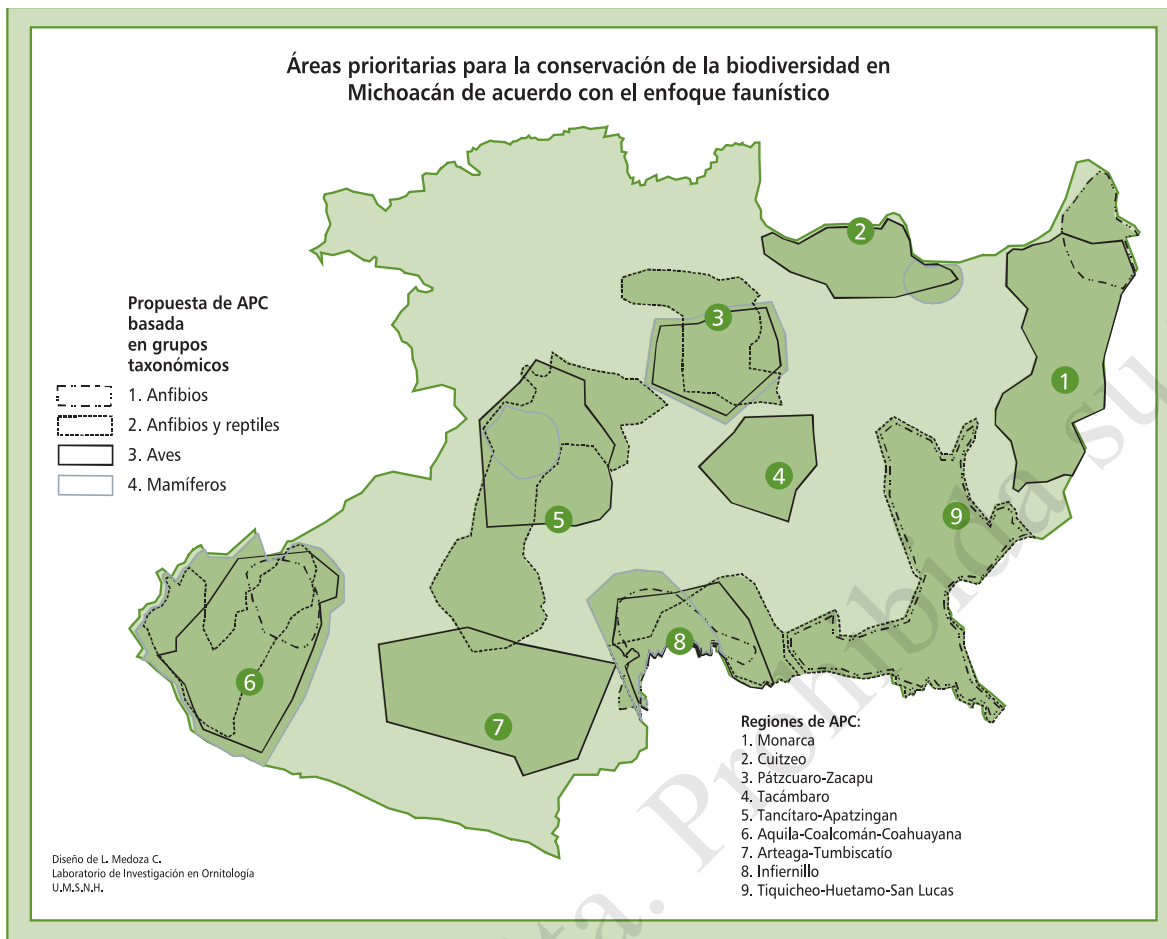 Áreas prioritarias para la conservación de la biodiversidad en
Michoacán de acuerdo con el enfoque faunístico
Propuesta de APC
basada
en grupos
taxonómicos
1. Anfibios
2. Anfibios y reptiles
3. Aves
4. Mamíferos
2
3
1
4
5
9
8
6
7
Regiones de APC:
1. Monarca
2. Cuitzeo
3. Pátzcuaro-Zacapu
4. Tacámbaro
5. Tancítaro-Apatzingan
6. Aquila-Coalcomán-Coahuayana
7. Arteaga-Tumbiscatío
8. Infiernillo
9. Tiquicheo-Huetamo-San Lucas
Diseño de L. Medoza C.
Laboratorio de Investigación en Ornitología
U.M.S.N.H.
ta. Prohibida su